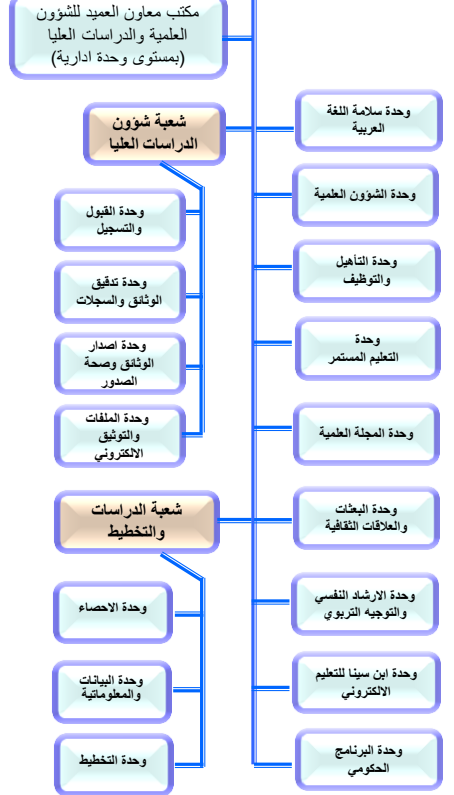 مكتب معاون العميد للشؤون
العلمية والدراسات العليا
(بمستوى وحدة ادارية)
وحدة سلامة اللغة
العربية
شعبة شؤون
الدراسات العليا
وحدة الشؤون العلمية
وحدة القبول
والتسجيل
وحدة التأهيل
والتوظيف
وحدة تدقيق
الوثائق والسجلات
وحدة
التعليم المستمر
وحدة اصدار
الوثائق وصحة
الصدور
وحدة المجلة العلمية
وحدة الملفات
والتوثيق
الالكتروني
وحدة البعثات
والعلاقات الثقافية
شعبة الدراسات
والتخطيط
وحدة الارشاد النفسي
والتوجيه التربوي
وحدة الاحصاء
وحدة ابن سينا للتعليم
الالكتروني
وحدة البيانات
والمعلوماتية
وحدة البرنامج
الحكومي
وحدة التخطيط